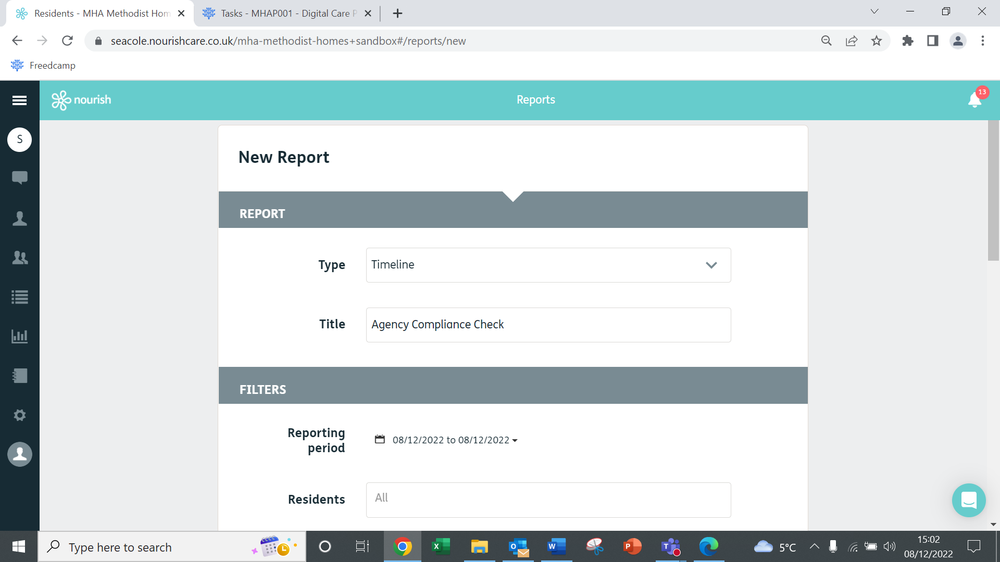 Residents - MHA Methodist Hom
Tasks - MHAP001 - Digital Care P
seacole.nourishcare.co.uk/mha-methodist-homes+sandbox#/reports/new
Freedcamp
nourish
Reports
13
S
New Report
REPORT
Type
Timeline
Title
Agency Compliance Check
FILTERS
Reporting period
08/12/2022 to 08/12/2022
Residents
All
Type here to search
5°C
15:02
08/12/2022